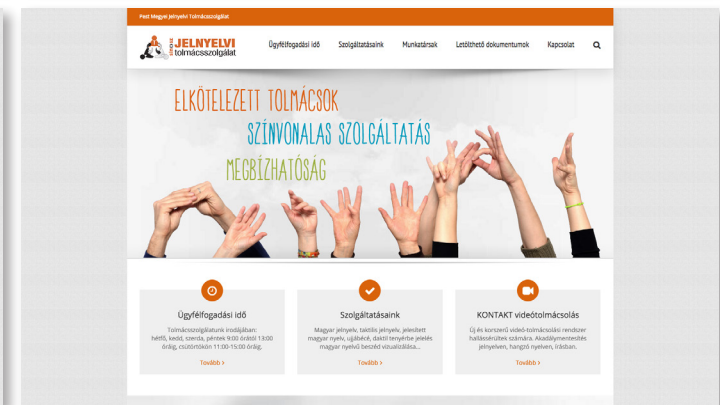 Pest Megyei Jelnyelvi Tolmácsszolgálat
JELNYELVI
tolmácsszolgálat
Ügyfélfogadási idő Szolgáltatásaink Munkatársak Letölthető dokumentumok Kapcsolat
ELKÖTELEZETT TOLMÁCSOK
SZÍNVONALAS SZOLGÁLTATÁS
MEGBÍZHATÓSÁG
Ügyfélfogadási idő
Tolmácsszolgálatunk irodájában:
hétfő, kedd, szerda, péntek 9:00 órától 13:00
óráig, csütörtökön 11:00-15:00 óráig.
Tovább >
Szolgáltatásaink
Magyar jelnyelv, taktilis jelnyelv, jelesített
magyar nyelv, ujjábécé, daktil tenyérbe jelelés
magyar nyelvű beszéd vizualizálása...
Tovább >
KONTAKT videótolmácsolás
Új és korszerű videó-tolmácsolási rendszer
hallássérültek számára. Akadálymentesítés
jelnyelven, hangzó nyelven, írásban.
Tovább >